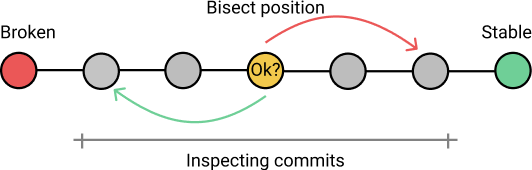 Bisect position
Broken
Stable
Ok?
Inspecting commits